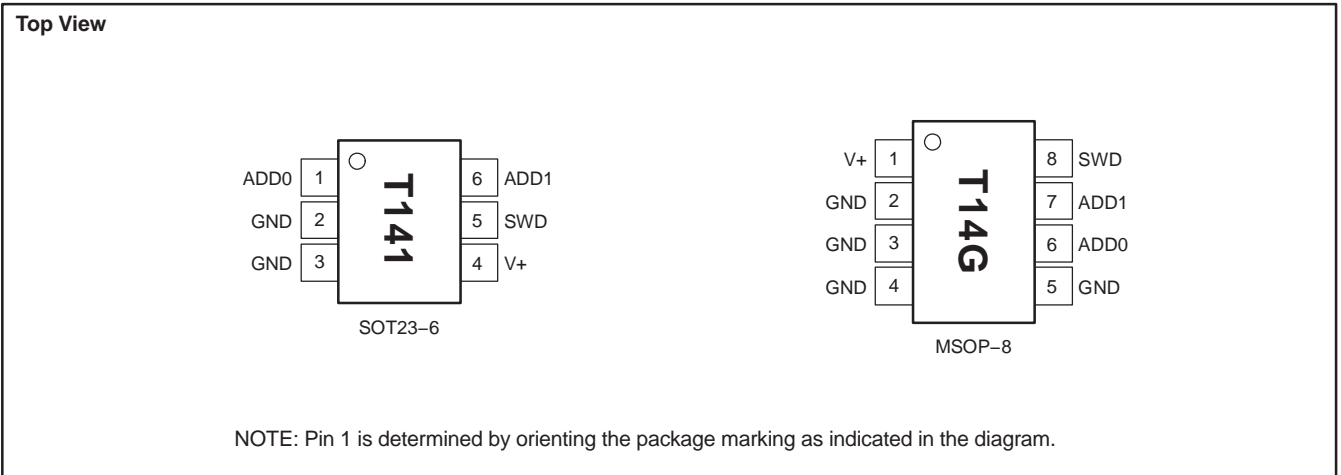 Top View
ADD0 1 T141 6 ADD1
GND 2 5 SWD
GND 3 4 V+
SOT23−6
V+ 1 T14G 8 SWD
GND 2 7 ADD1
GND 3 6 ADD0
GND 4 5 GND
MSOP−8
NOTE: Pin 1 is determined by orienting the package marking as indicated in the diagram.